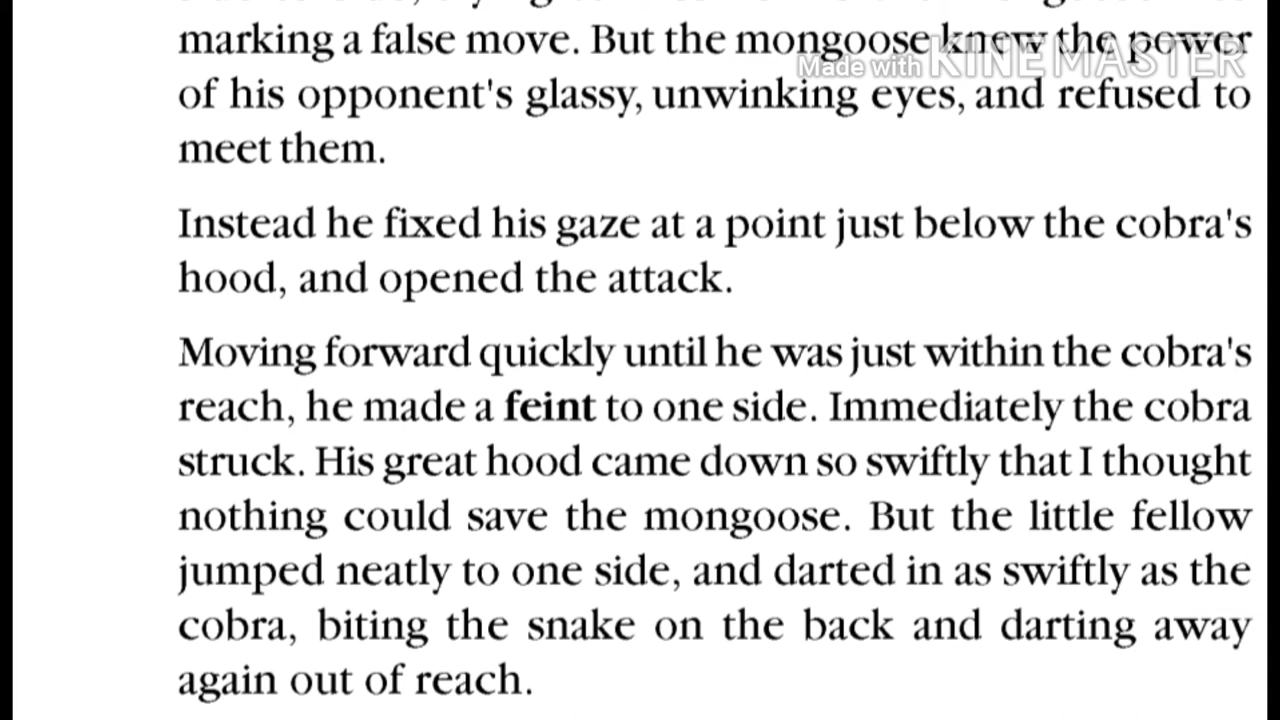 marking a false move. But the mongoose knew the power
Made with KINEMASTER
of his opponent's glassy, unwinking eyes, and refused to
meet them.
Instead he fixed his gaze at a point just below the cobra's
hood, and opened the attack.
Moving forward quickly until he was just within the cobra's
reach, he made a feint to one side. Immediately the cobra
struck. His great hood came down so swiftly that I thought
nothing could save the mongoose. But the little fellow
jumped neatly to one side, and darted in as swiftly as the
cobra, biting the snake on the back and darting away
again out of reach.